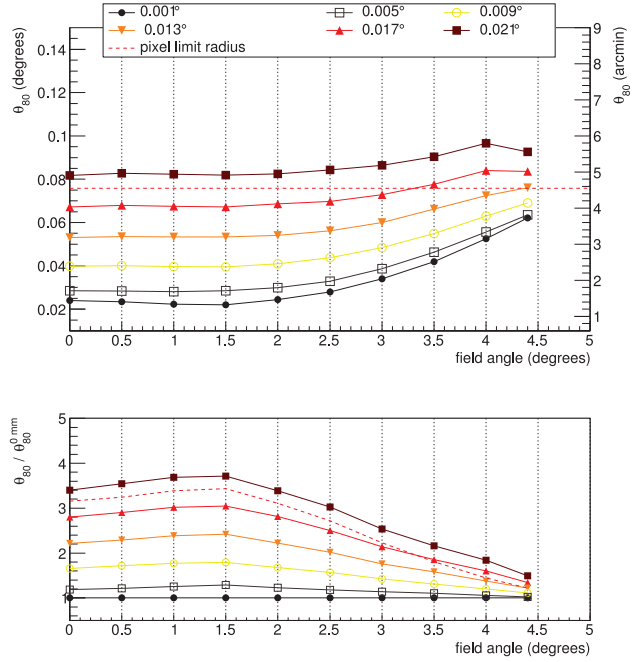 0.001° 0.005° 0.009°
0.013° 0.017° 0.021°
pixel limit radius
θ80 (degrees)
0.14
0.12
0.1
0.08
0.06
0.04
0.02
θ80 (arcmin)
9
8
7
6
5
4
3
2
1
0 0.5 1 1.5 2 2.5 3 3.5 4 4.5 5
field angle (degrees)
θ80 / θ80 0 mm
5
4
3
2
1
0 0.5 1 1.5 2 2.5 3 3.5 4 4.5 5
field angle (degrees)